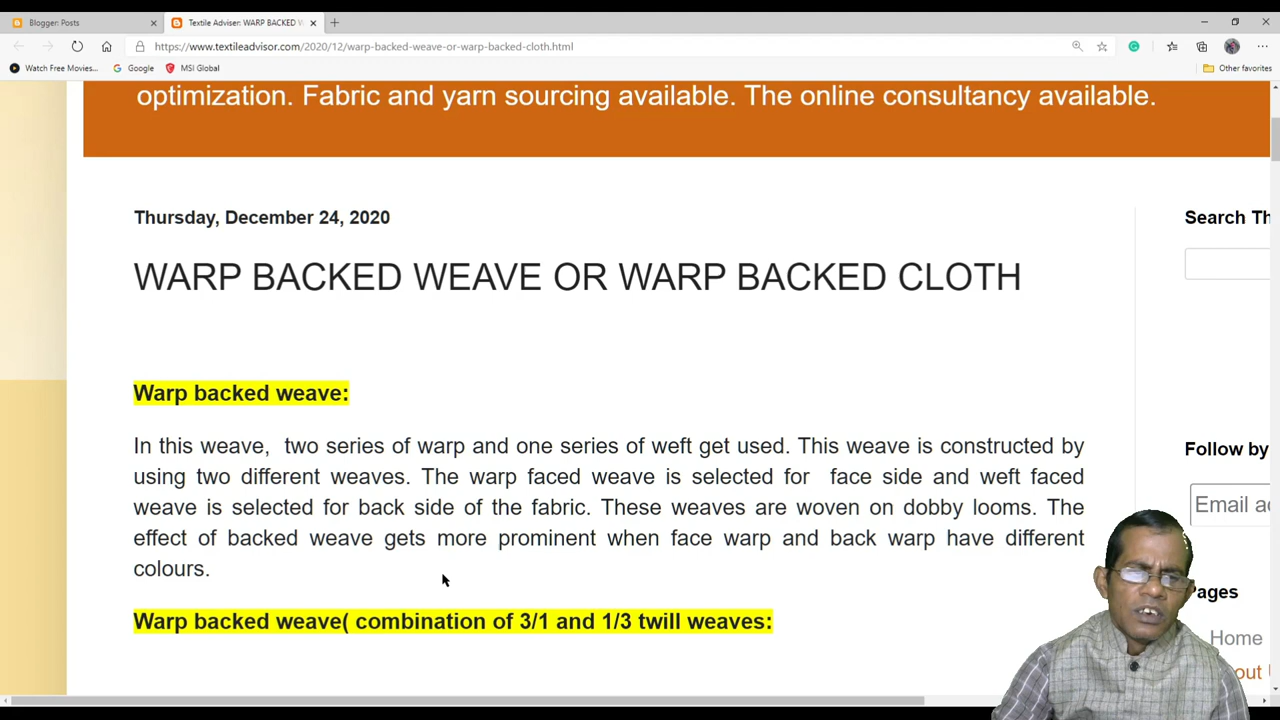 Blogger: Posts
Textile Adviser: WARP BACKED W
https://www.textileadvisor.com/2020/12/warp-backed-weave-or-warp-backed-cloth.html
Watch Free Movies...
Google
MSI Global
Other favorites
optimization. Fabric and yarn sourcing available. The online consultancy available.
Thursday, December 24, 2020
Search Th
WARP BACKED WEAVE OR WARP BACKED CLOTH
Warp backed weave:
In this weave,  two series of warp and one series of weft get used. This weave is constructed by
using two different weaves. The warp faced weave is selected for  face side and weft faced
weave is selected for back side of the fabric. These weaves are woven on dobby looms. The
effect of backed weave gets more prominent when face warp and back warp have different
colours.
Warp backed weave( combination of 3/1 and 1/3 twill weaves:
Follow by
Email ad
Pages
Home
out